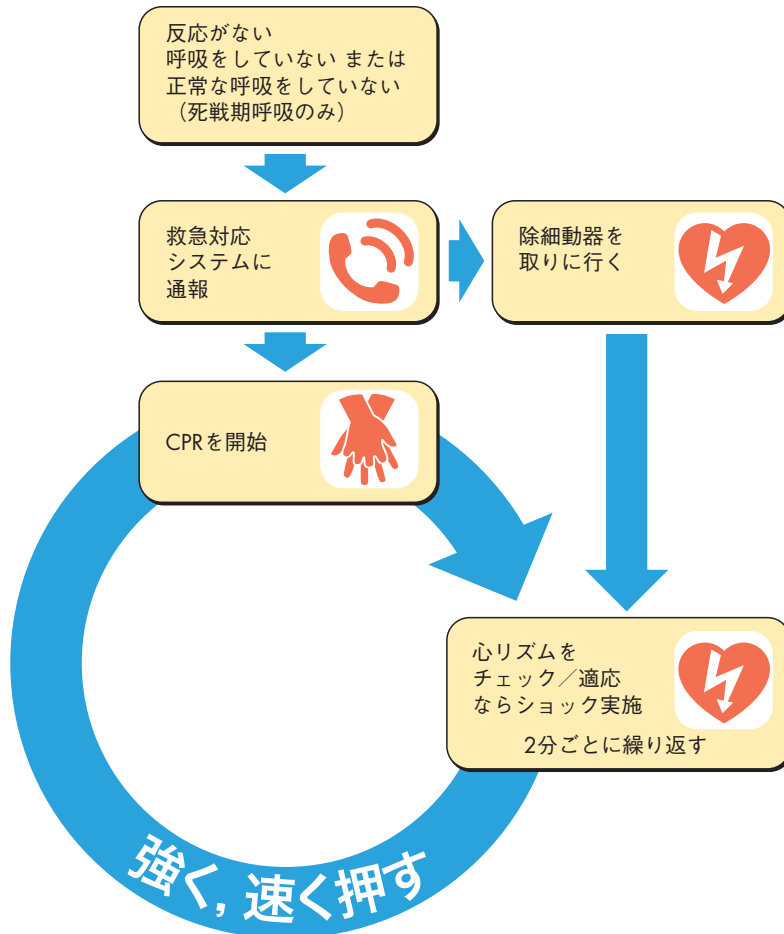 反応がない
呼吸をしていない または
正常な呼吸をしていない
（死戦期呼吸のみ）
救急対応
システムに
通報
除細動器を
取りに行く
CPRを開始
心リズムを
チェック／適応
ならショック実施
2分ごとに繰り返す
強く，速く押す